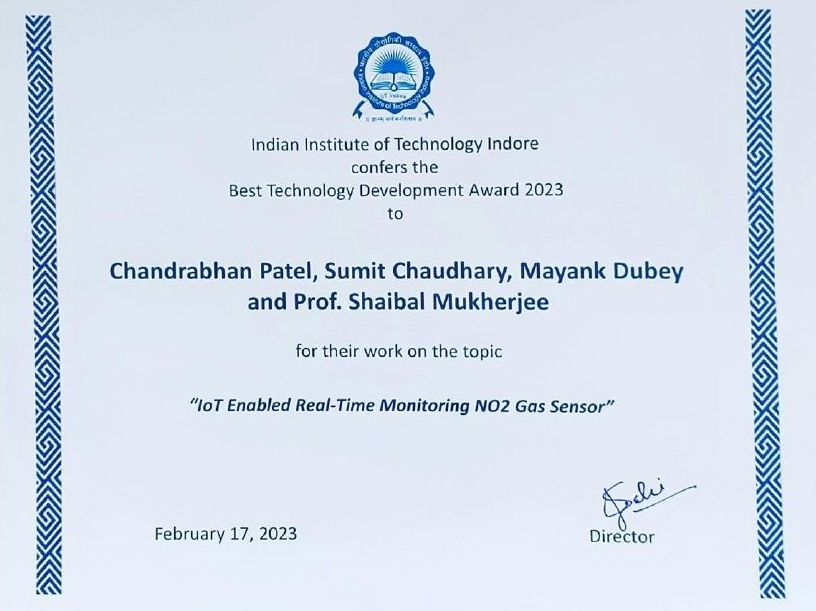 Indian Institute of Technology Indore
confers the
Best Technology Development Award 2023
to
Chandrabhan Patel, Sumit Chaudhary, Mayank Dubey
and Prof. Shaibal Mukherjee
for their work on the topic
“IoT Enabled Real-Time Monitoring NO2 Gas Sensor”
February 17, 2023
Director